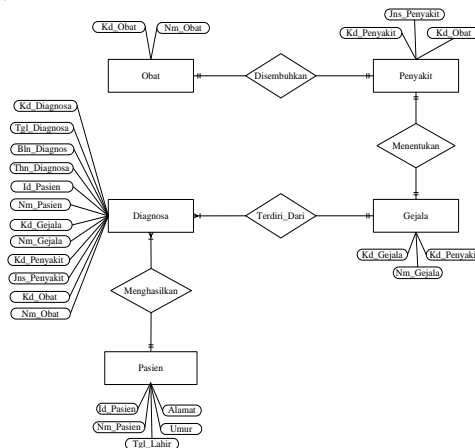 Jns_Penyakit
Kd_Obat
Nm_Obat
Kd_Penyakit
Kd_Obat
Obat
Disembuhkan
Penyakit
Kd_Diagnosa
Tgl_Diagnosa
Bln_Diagnos
Thn_Diagnosa
Id_Pasien
Nm_Pasien
Kd_Gejala
Nm_Gejala
Kd_Penyakit
Jns_Penyakit
Kd_Obat
Nm_Obat
Menentukan
Diagnosa
Terdiri_Dari
Gejala
Kd_Gejala
Kd_Penyakit
Nm_Gejala
Menghasilkan
Pasien
Id_Pasien
Alamat
Nm_Pasien
Umur
Tgl_Lahir